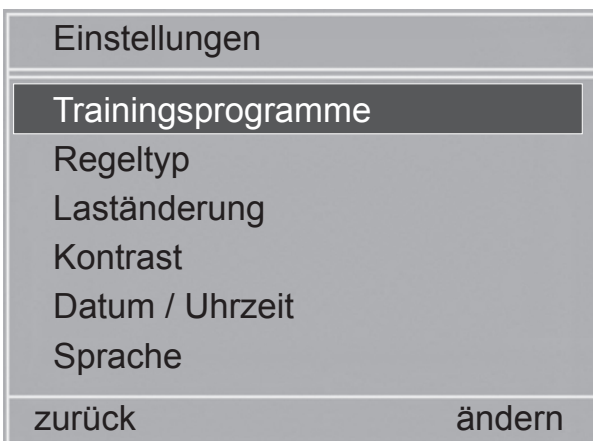 Einstellungen
Trainingsprogramme
Regeltyp
Laständerung
Kontrast
Datum / Uhrzeit
Sprache
zurück ändern